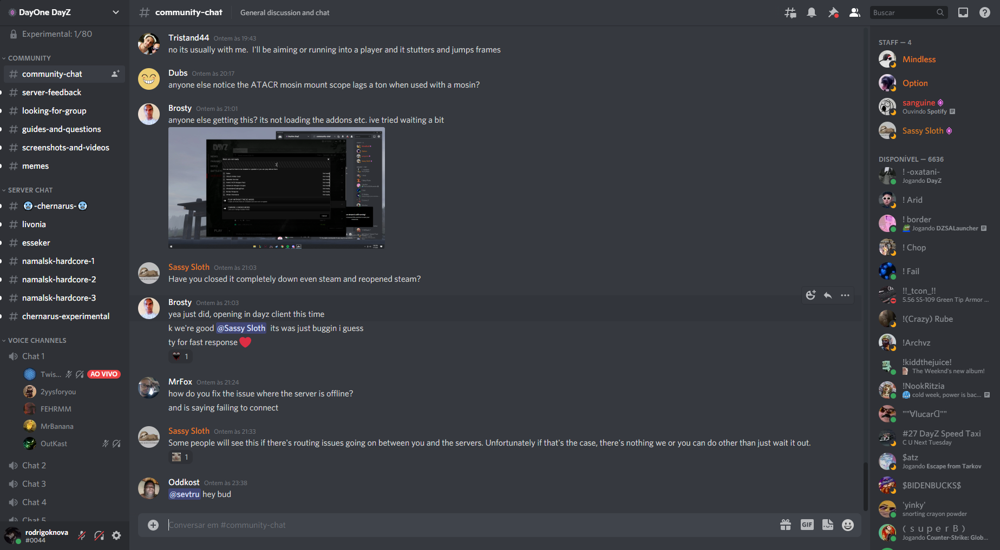 DayOne DayZ
Experimental: 1/80
COMMUNITY
community-chat
server-feedback
looking-for-group
guides-and-questions
screenshots-and-videos
memes
SERVER CHAT
-chernarus-
livonia
esseker
namalsk-hardcore-1
namalsk-hardcore-2
namalsk-hardcore-3
chernarus-experimental
VOICE CHANNELS
Chat 1
Twis... AO VIVO
2yysforyou
FEHRMM
MrBanana
OutKast
Chat 2
Chat 3
Chat 4
Chat 5
rodrigoknova
#0044
# community-chat General discussion and chat
Buscar
Tristand44 Ontem às 19:43
no its usually with me. I'll be aiming or running into a player and it stutters and jumps frames
Dubs Ontem às 20:17
anyone else notice the ATACR mosin mount scope lags a ton when used with a mosin?
Brosty Ontem às 21:01
anyone else getting this? its not loading the addons etc. ive tried waiting a bit
DAYZ
Mods are not ready
:(
PLAY WITHOUT THESE MODS
CHANGE LOADED MODS
Cancel
PLAY
Sassy Sloth Ontem às 21:03
Have you closed it completely down even steam and reopened steam?
Brosty Ontem às 21:03
yea just did, opening in dayz client this time
k we're good @Sassy Sloth its was just buggin i guess
ty for fast response
1
MrFox Ontem às 21:24
how do you fix the issue where the server is offline?
and is saying failing to connect
Sassy Sloth Ontem às 21:33
Some people will see this if there's routing issues going on between you and the servers. Unfortunately if that's the case, there's nothing we or you can do other than just wait it out.
1
Oddkost Ontem às 23:38
@sevtru hey bud
Conversar em #community-chat
GIF
STAFF — 4
Mindless
Option
sanguine
Ouvindo Spotify
Sassy Sloth
DISPONÍVEL — 6636
! -oxatani-
Jogando DayZ
! Arid
! border
Jogando DZSALauncher
! Chop
! Fail
!!_tcon_!!
5.56 SS-109 Green Tip Armor ...
!(Crazy) Rube
!Archvz
!kiddthejuice!
The Weeknd's new album!
!NookRitzia
cold week, power is bac...
""∀lucarᗡ""
#27 DayZ Speed Taxi
C U Next Tuesday
$atz
Jogando Escape from Tarkov
$BIDENBUCKS$
'yinky'
snorting crayon powder
( s u p e r B )
Jogando Counter-Strike: Glob...